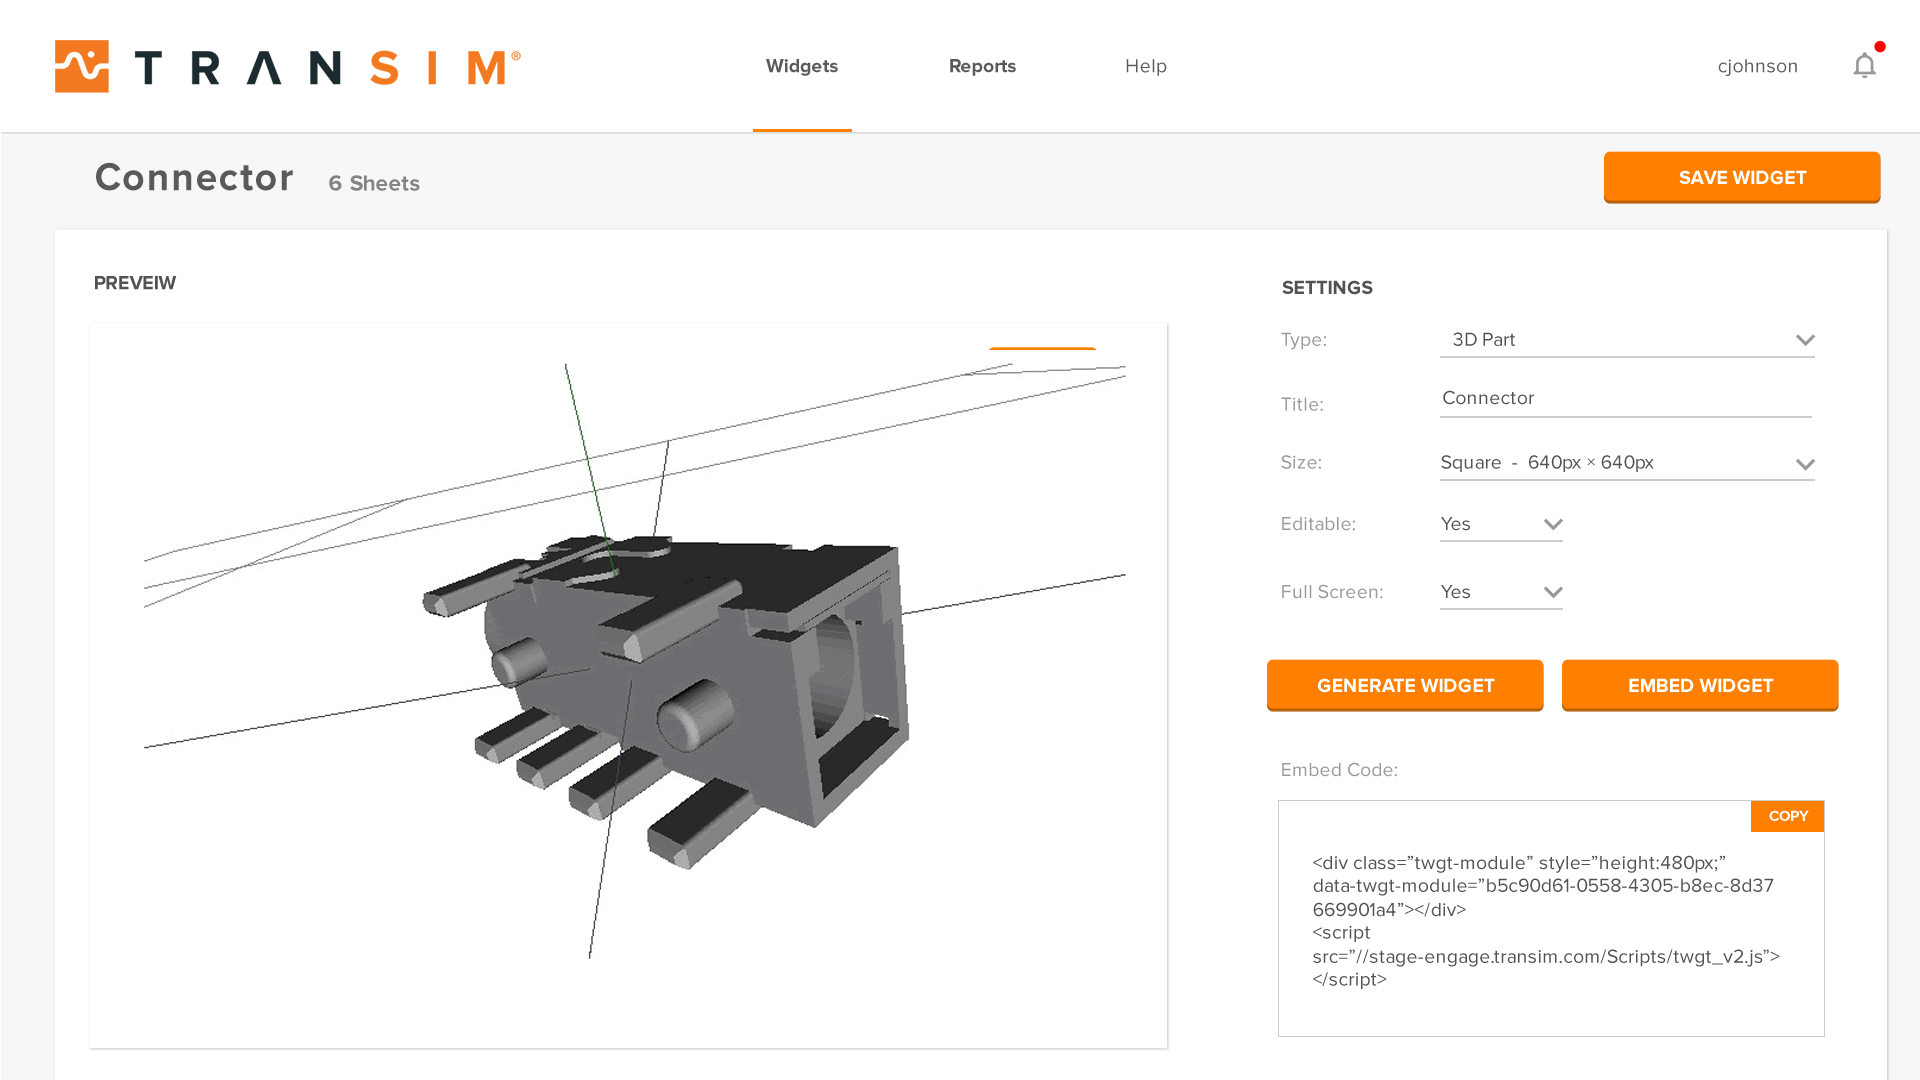 TRANSIM®
Widgets
Reports
Help
cjohnson
Connector
6 Sheets
SAVE WIDGET
PREVEIW
SETTINGS
Type:
3D Part
Title:
Connector
Size:
Square - 640px × 640px
Editable:
Yes
Full Screen:
Yes
GENERATE WIDGET
EMBED WIDGET
Embed Code:
COPY
<div class=”twgt-module” style=”height:480px;”
data-twgt-module=”b5c90d61-0558-4305-b8ec-8d37
669901a4”></div>
<script
src=”//stage-engage.transim.com/Scripts/twgt_v2.js”>
</script>